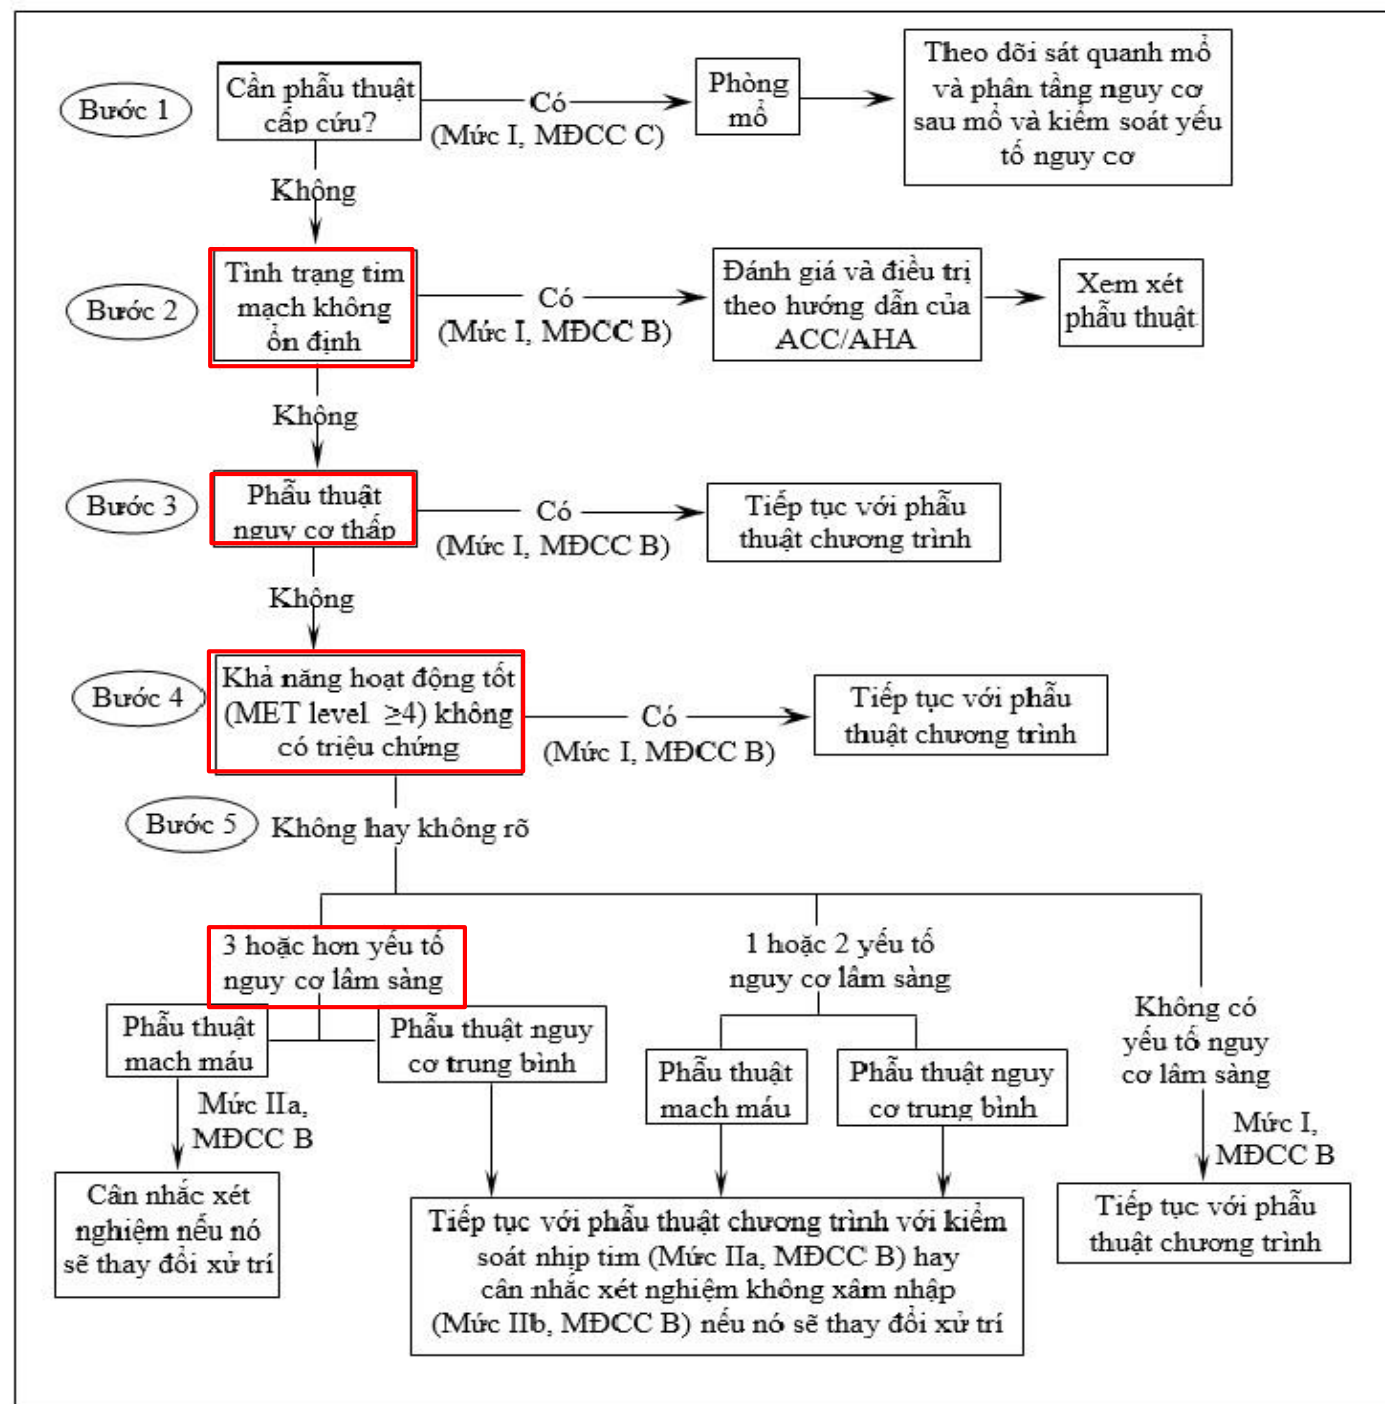 Bước 1
Cần phẫu thuật
cấp cứu?
Có
(Mức I, MĐCC C)
Phòng
mổ
Theo dõi sát quanh mổ
và phân tầng nguy cơ
sau mổ và kiểm soát yếu
tố nguy cơ
Không
Bước 2
Tình trạng tim
mạch không
ổn định
Có
(Mức I, MĐCC B)
Đánh giá và điều trị
theo hướng dẫn của
ACC/AHA
Xem xét
phẫu thuật
Không
Bước 3
Phẫu thuật
nguy cơ thấp
Có
(Mức I, MĐCC B)
Tiếp tục với phẫu
thuật chương trình
Không
Bước 4
Khả năng hoạt động tốt
(MET level ≥4) không
có triệu chứng
Có
(Mức I, MĐCC B)
Tiếp tục với phẫu
thuật chương trình
Bước 5
Không hay không rõ
3 hoặc hơn yếu tố
nguy cơ lâm sàng
Phẫu thuật
mach máu
Phẫu thuật nguy
cơ trung bình
Mức IIa,
MĐCC B
Cân nhắc xét
nghiệm nếu nó
sẽ thay đổi xử trí
1 hoặc 2 yếu tố
nguy cơ lâm sàng
Phẫu thuật
mach máu
Phẫu thuật nguy
cơ trung bình
Tiếp tục với phẫu thuật chương trình với kiểm
soát nhịp tim (Mức IIa, MĐCC B) hay
cân nhắc xét nghiệm không xâm nhập
(Mức IIb, MĐCC B) nếu nó sẽ thay đổi xử trí
Không có
yếu tố nguy
cơ lâm sàng
Mức I,
MĐCC B
Tiếp tục với phẫu
thuật chương trình